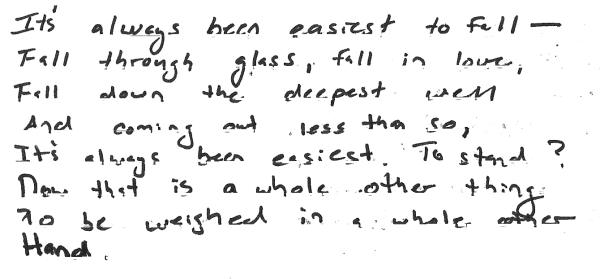 It's always been easiest to fall —
Fall through glass, fall in love,
Fall down the deepest well
And coming out less than so,
It's always been easiest. To stand?
Now that is a whole other thing
To be weighed in a whole other
Hand.